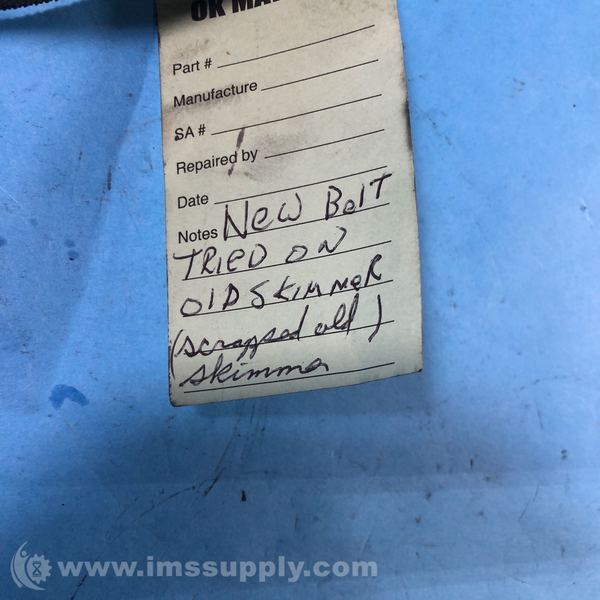 OK MA
Part #
Manufacture
SA #
Repaired by
Date
Notes New Belt
TRIED ON
OLD SKIMMER
(scrapped old)
skimmer
www.imssupply.com